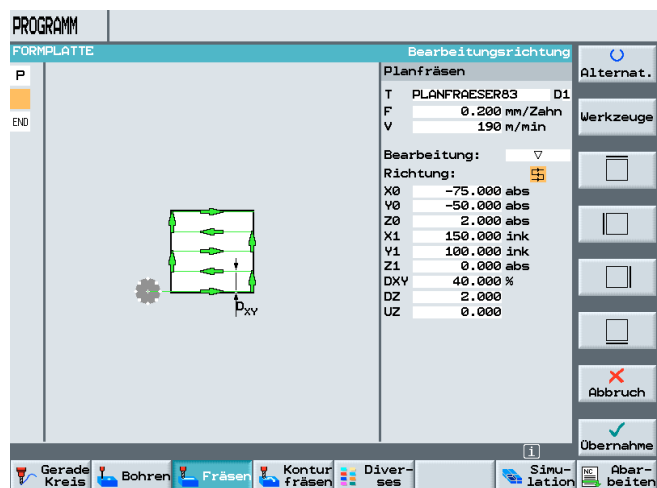 PROGRAMM
FORMPLATTE
Bearbeitungsrichtung
P
END
Planfräsen
T PLANFRAESER83 D1
F 0.200 mm/Zahn
V 190 m/min
Bearbeitung: ▽
Richtung:
X0 -75.000 abs
Y0 -50.000 abs
Z0 2.000 abs
X1 150.000 ink
Y1 100.000 ink
Z1 0.000 abs
DXY 40.000 %
DZ 2.000
UZ 0.000
DXY
Alternat.
Werkzeuge
Abbruch
Übernahme
i
Gerade
Kreis
Bohren
Fräsen
Kontur
fräsen
Diver-
ses
Simu-
lation
NC
Abar-
beiten